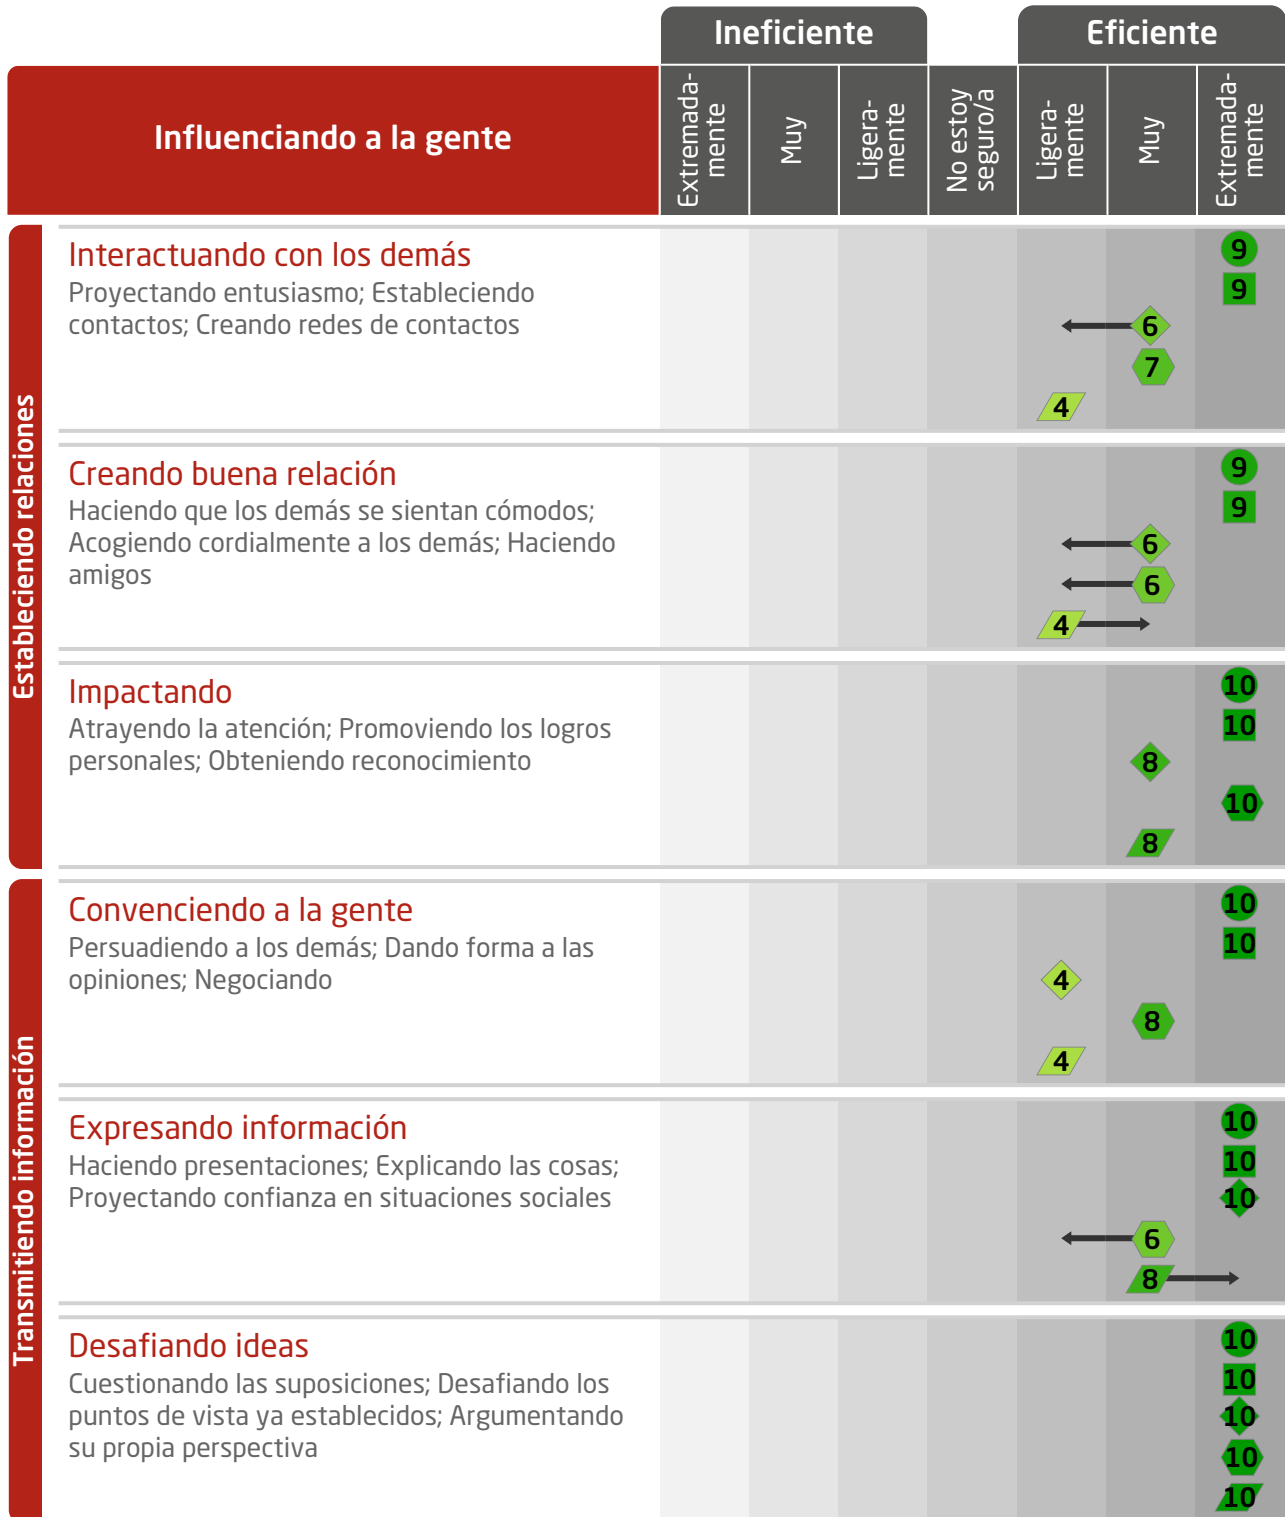 Ineficiente
Eficiente
Influenciando a la gente
Extremada-
mente
Muy
Ligera-
mente
No estoy
seguro/a
Ligera-
mente
Muy
Extremada-
mente
Estableciendo relaciones
Interactuando con los demás
Proyectando entusiasmo; Estableciendo
contactos; Creando redes de contactos
9
9
6
7
4
Creando buena relación
Haciendo que los demás se sientan cómodos;
Acogiendo cordialmente a los demás; Haciendo
amigos
9
9
6
6
4
Impactando
Atrayendo la atención; Promoviendo los logros
personales; Obteniendo reconocimiento
10
10
8
10
8
Transmitiendo información
Convenciendo a la gente
Persuadiendo a los demás; Dando forma a las
opiniones; Negociando
10
10
4
8
4
Expresando información
Haciendo presentaciones; Explicando las cosas;
Proyectando confianza en situaciones sociales
10
10
10
6
8
Desafiando ideas
Cuestionando las suposiciones; Desafiando los
puntos de vista ya establecidos; Argumentando
su propia perspectiva
10
10
10
10
10